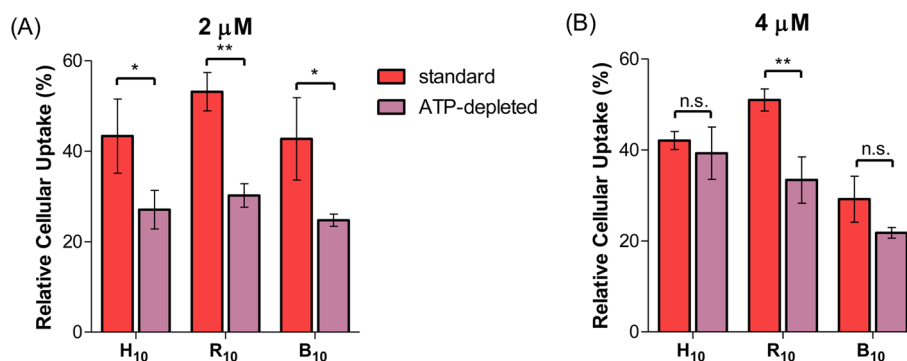 (A)
2 μM
Relative Cellular Uptake (%)
60
40
20
0
*
**
*
H10
R10
B10
standard
ATP-depleted
(B)
4 μM
Relative Cellular Uptake (%)
60
40
20
0
n.s.
**
n.s.
H10
R10
B10